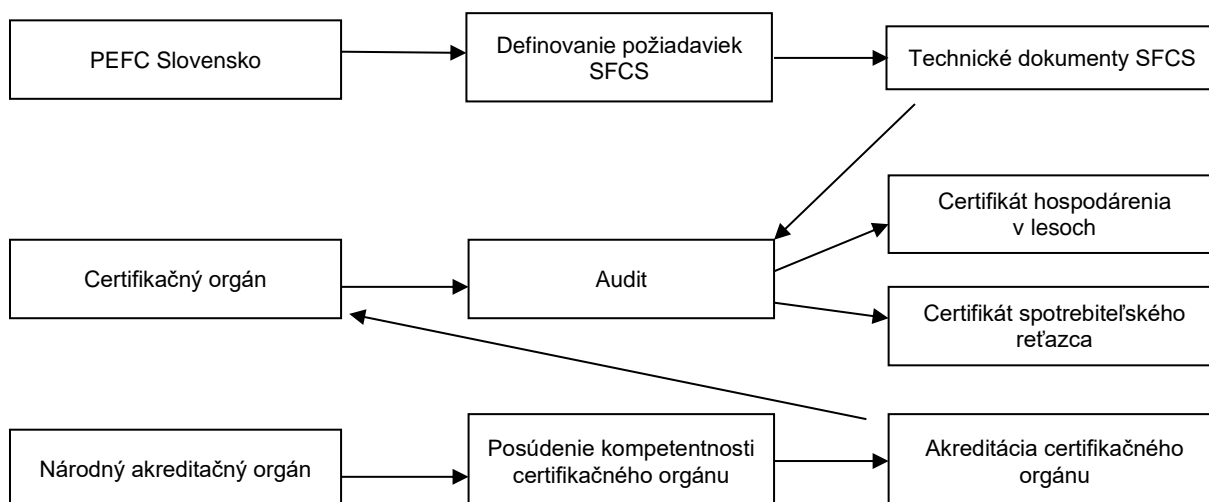 PEFC Slovensko
Definovanie požiadaviek
SFCS
Technické dokumenty SFCS
Certifikát hospodárenia
v lesoch
Certifikačný orgán
Audit
Certifikát spotrebiteľského
reťazca
Národný akreditačný orgán
Posúdenie kompetentnosti
certifikačného orgánu
Akreditácia certifikačného
orgánu